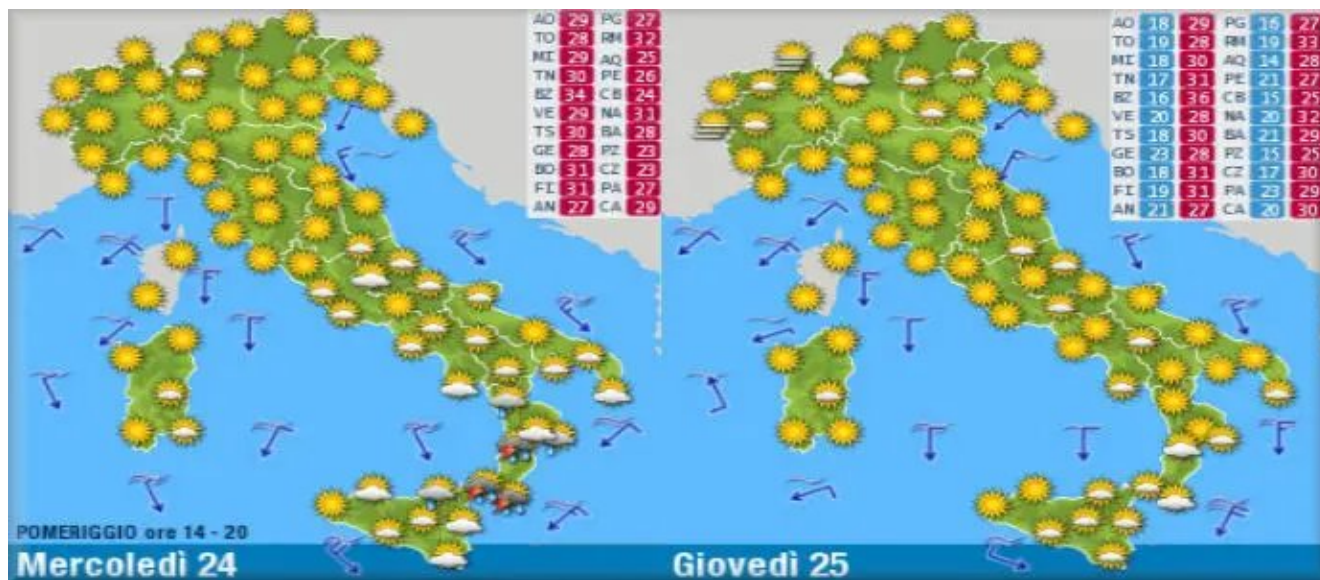 AO 29 PG 27
TO 28 RM 32
MI 29 AQ 25
TN 30 PE 26
BZ 34 CB 24
VE 29 NA 31
TS 30 BA 28
GE 28 PZ 23
BO 31 CZ 23
FI 31 PA 27
AN 27 CA 29
POMERIGGIO ore 14 - 20
Mercoledì 24
AO 18 29 PG 16 27
TO 19 28 RM 19 33
MI 18 30 AQ 14 28
TN 17 31 PE 21 27
BZ 16 36 CB 15 25
VE 20 28 NA 20 32
TS 18 30 BA 21 29
GE 23 28 PZ 15 25
BO 18 31 CZ 17 30
FI 19 31 PA 23 29
AN 21 27 CA 20 30
Giovedì 25